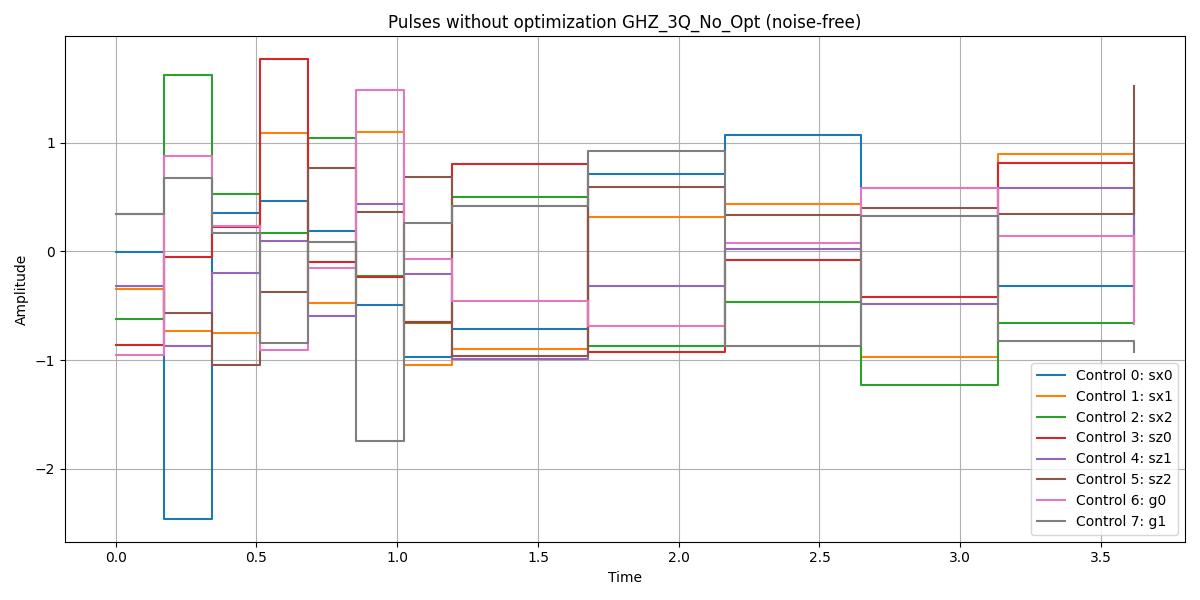 Pulses without optimization GHZ_3Q_No_Opt (noise-free)
Amplitude
1
0
−1
−2
0.0 0.5 1.0 1.5 2.0 2.5 3.0 3.5
Time
Control 0: sx0
Control 1: sx1
Control 2: sx2
Control 3: sz0
Control 4: sz1
Control 5: sz2
Control 6: g0
Control 7: g1